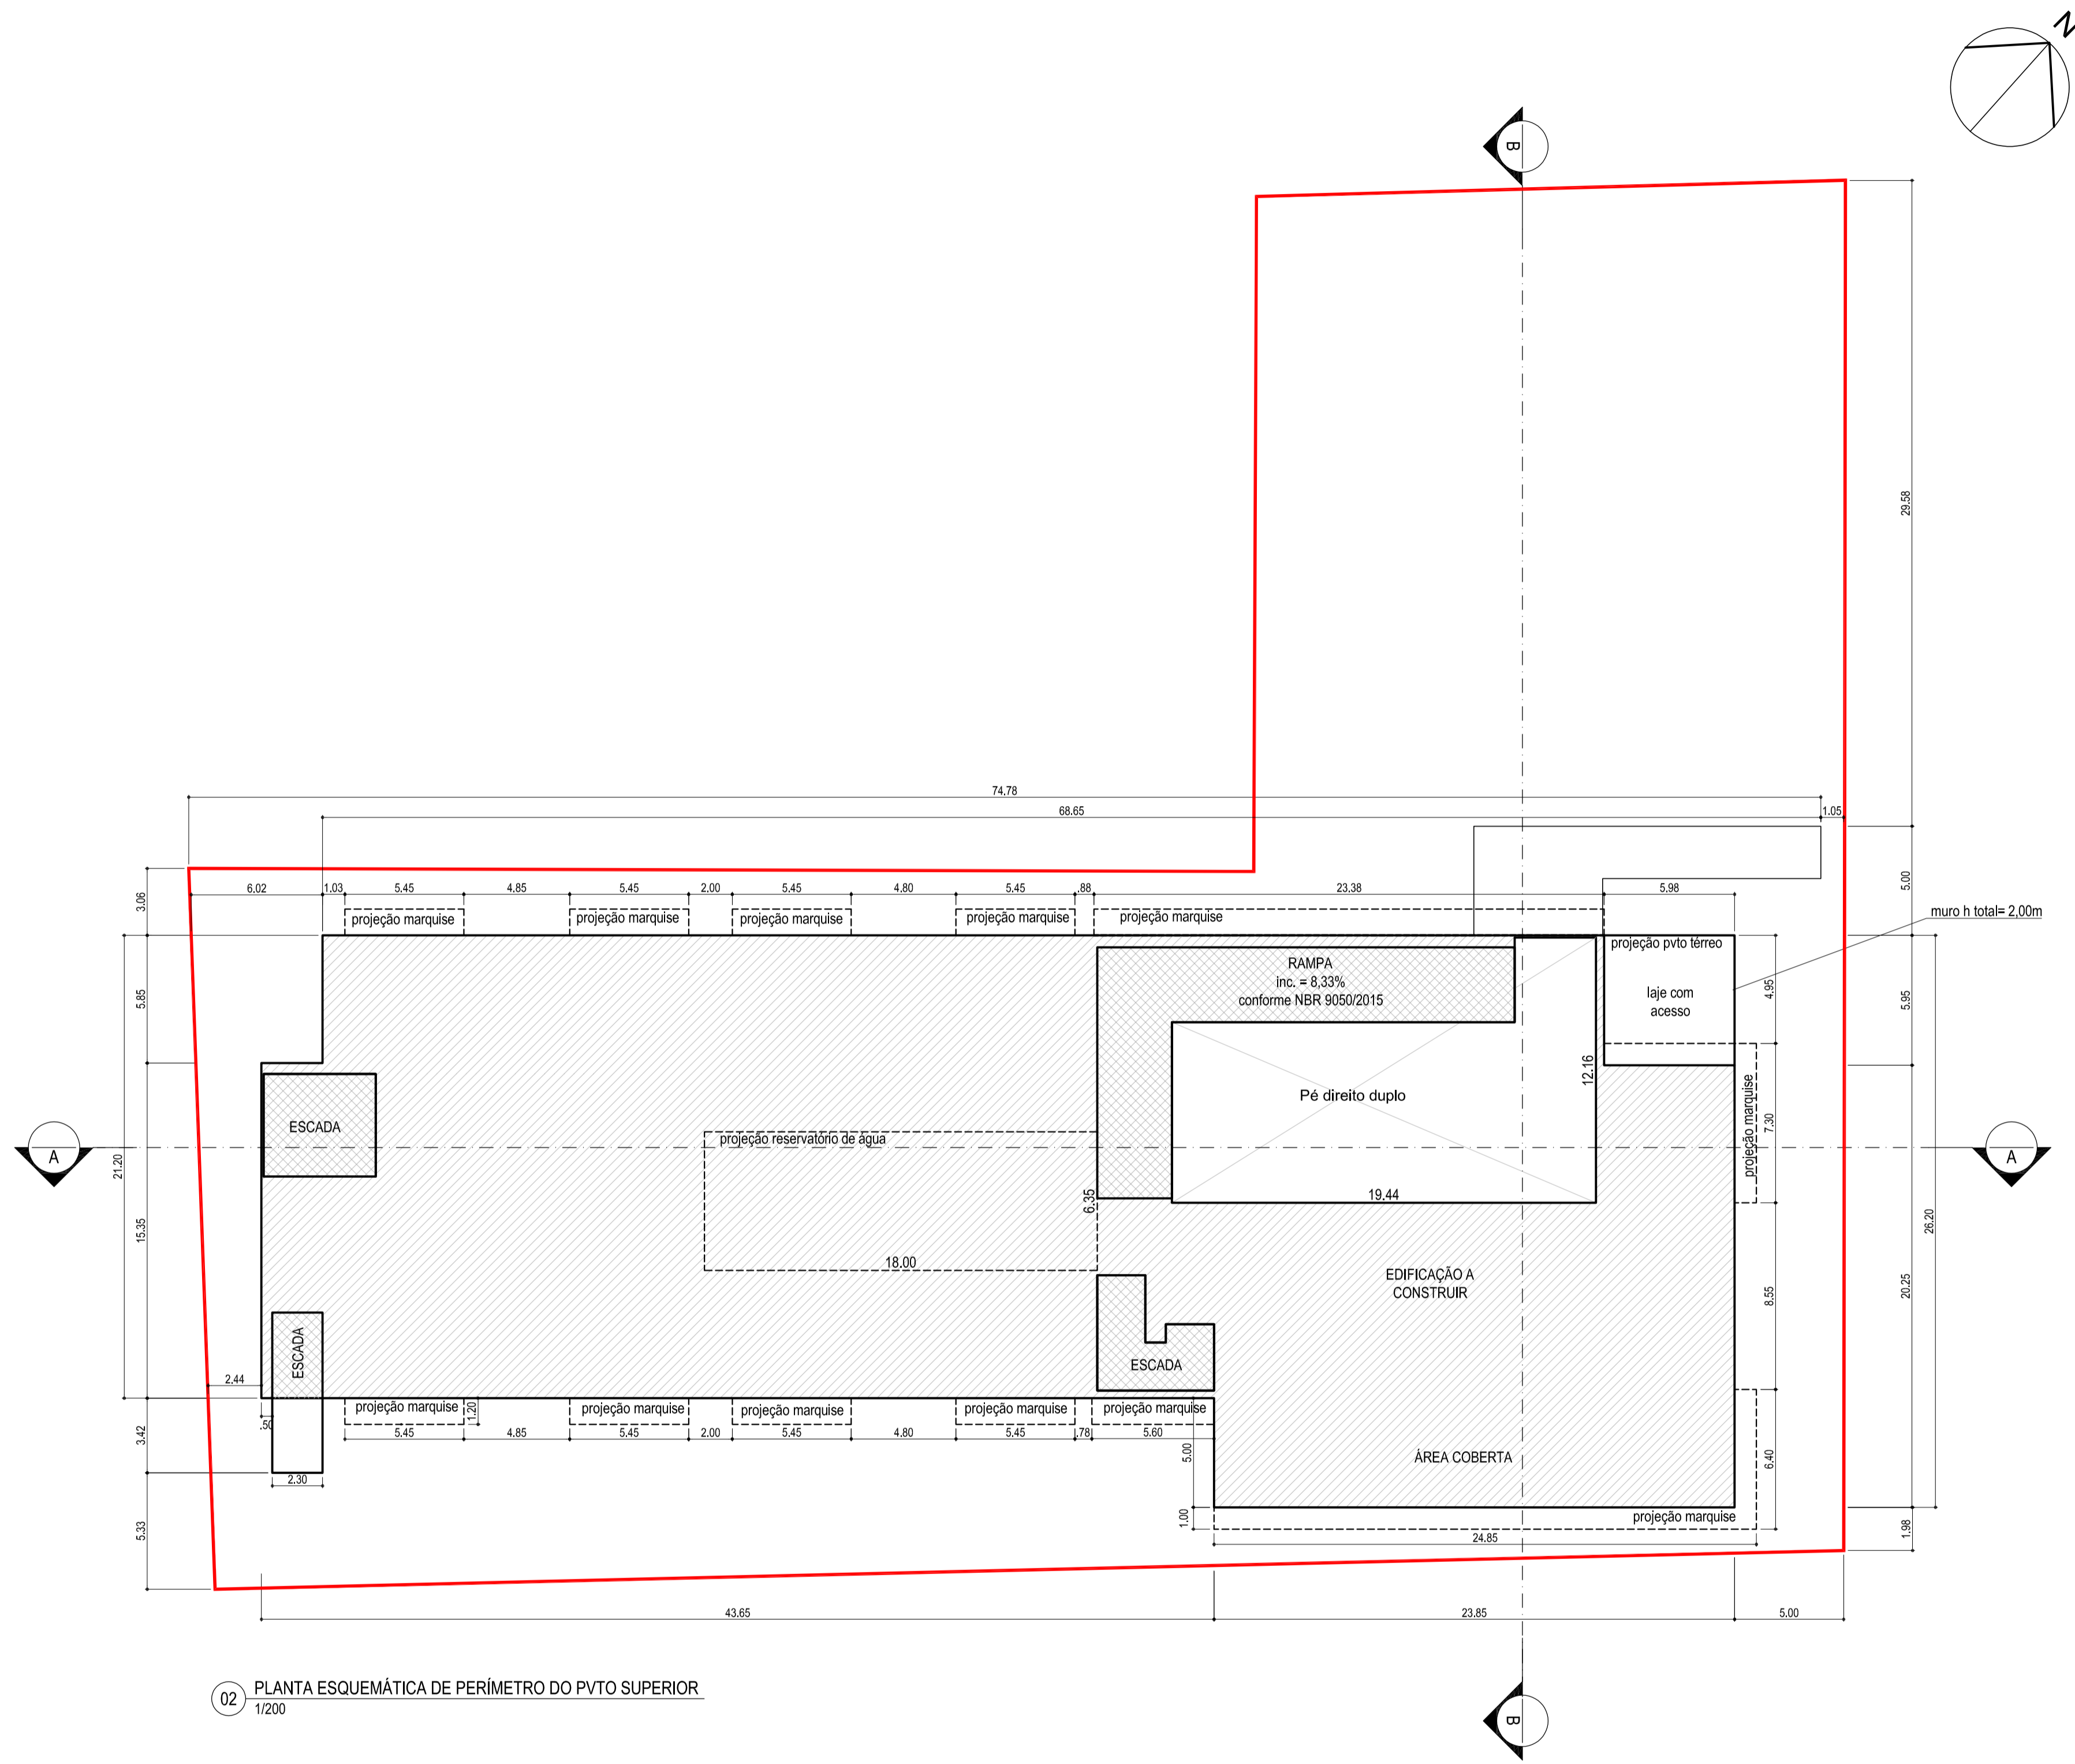 N
B
29.58
74.78
68.65
1.05
5.00
3.06
6.02
1.03
5.45
4.85
5.45
2.00
5.45
4.80
5.45
.88
23.38
5.98
muro h total= 2,00m
projeção marquise
projeção marquise
projeção marquise
projeção marquise
projeção marquise
projeção pvto térreo
RAMPA
inc. = 8,33%
conforme NBR 9050/2015
laje com
acesso
5.85
4.95
5.95
12.16
Pé direito duplo
ESCADA
projeção reservatório de água
projeção marquise
7.30
A
A
21.20
6.35
19.44
26.20
15.35
18.00
EDIFICAÇÃO A
CONSTRUIR
8.55
20.25
ESCADA
ESCADA
2.44
.50
projeção marquise
1.20
projeção marquise
projeção marquise
projeção marquise
projeção marquise
3.42
5.45
4.85
5.45
2.00
5.45
4.80
5.45
.78
5.60
5.00
ÁREA COBERTA
6.40
2.30
5.33
1.00
projeção marquise
1.98
24.85
43.65
23.85
5.00
02
PLANTA ESQUEMÁTICA DE PERÍMETRO DO PVTO SUPERIOR
1/200
B